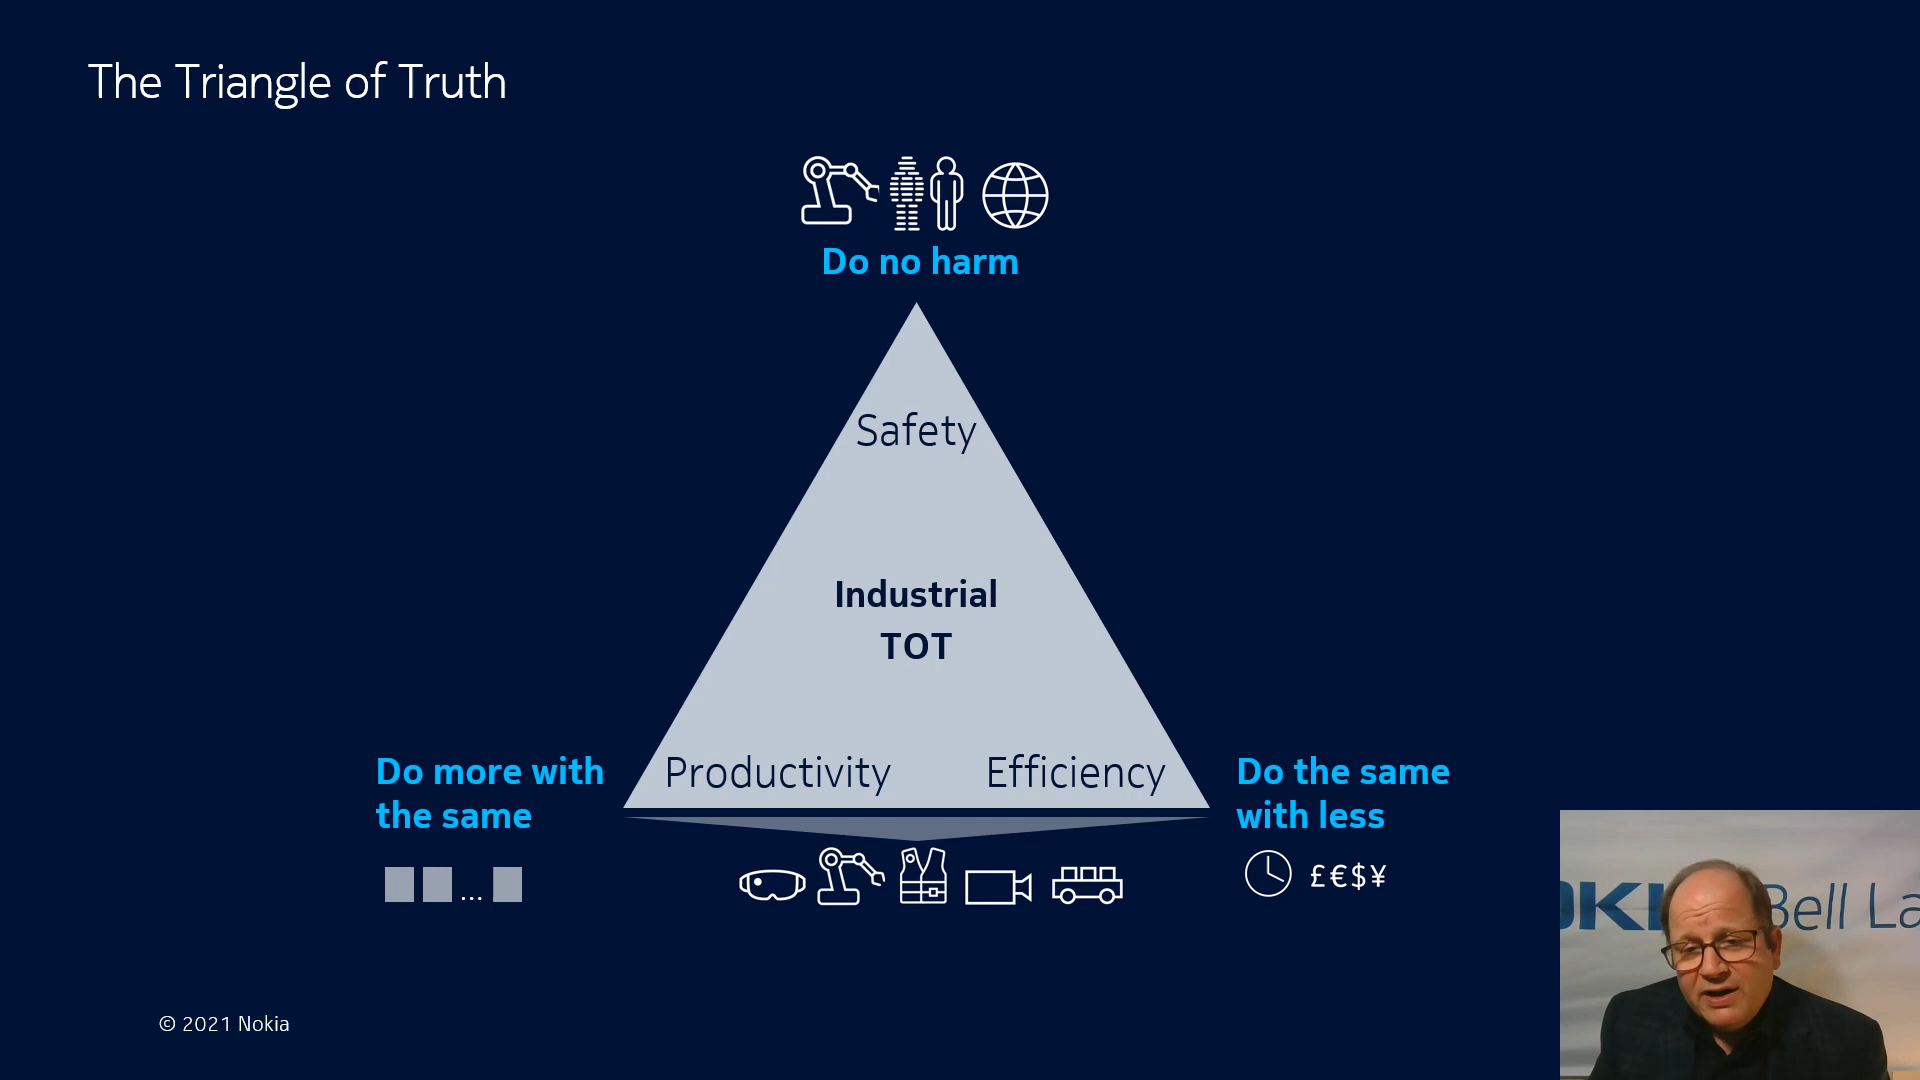 The Triangle of Truth
Do no harm
Safety
Industrial
TOT
Productivity
Efficiency
Do more with
the same
Do the same
with less
...
£€$¥
OKI Bell La
© 2021 Nokia